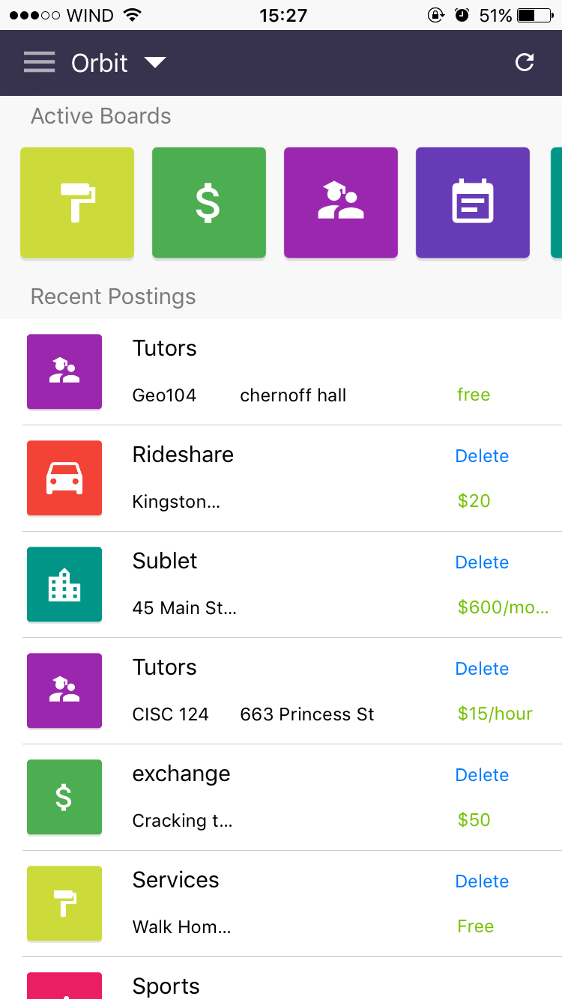 WIND 15:27 51%
Orbit
Active Boards
$
Recent Postings
Tutors
Geo104 chernoff hall free
Rideshare Delete
Kingston... $20
Sublet Delete
45 Main St... $600/mo...
Tutors Delete
CISC 124 663 Princess St $15/hour
exchange Delete
$
Cracking t... $50
Services Delete
Walk Hom... Free
Sports